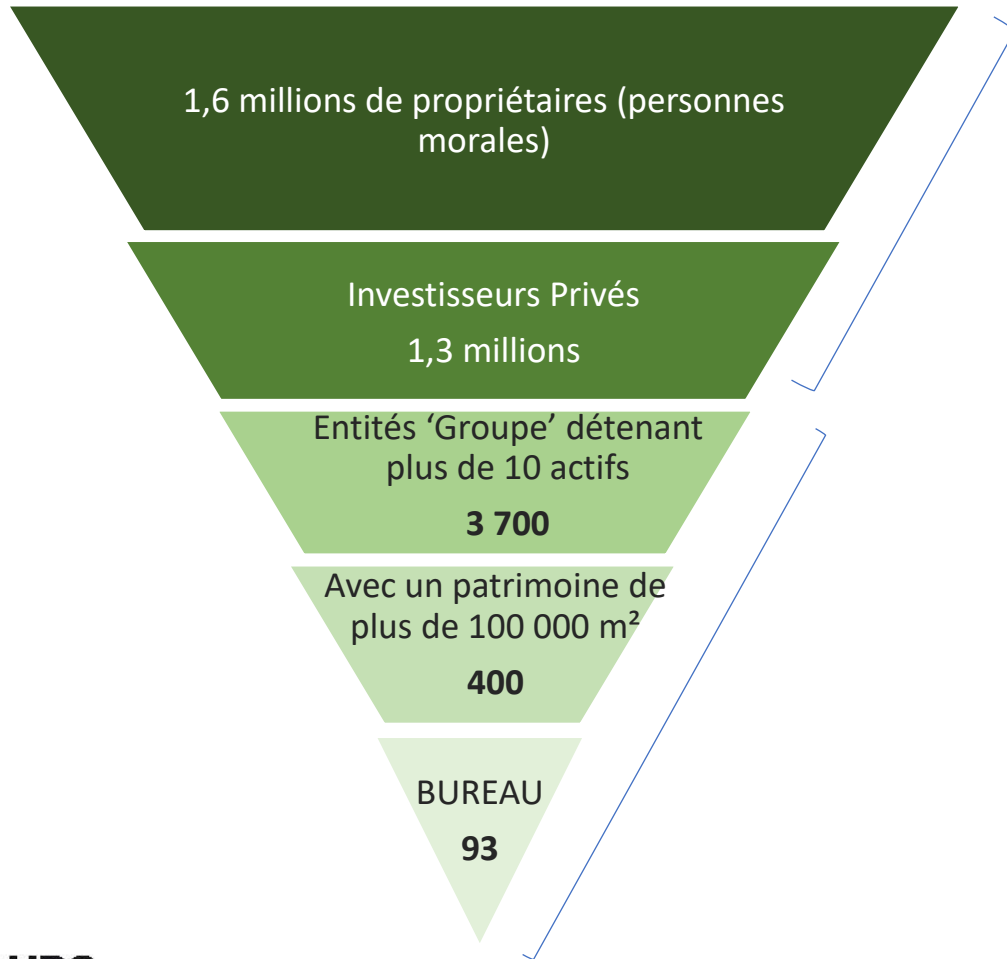 1,6 millions de propriétaires (personnes
morales)
Investisseurs Privés
1,3 millions
Entités ‘Groupe’ détenant
plus de 10 actifs
3 700
Avec un patrimoine de
plus de 100 000 m²
400
BUREAU
93